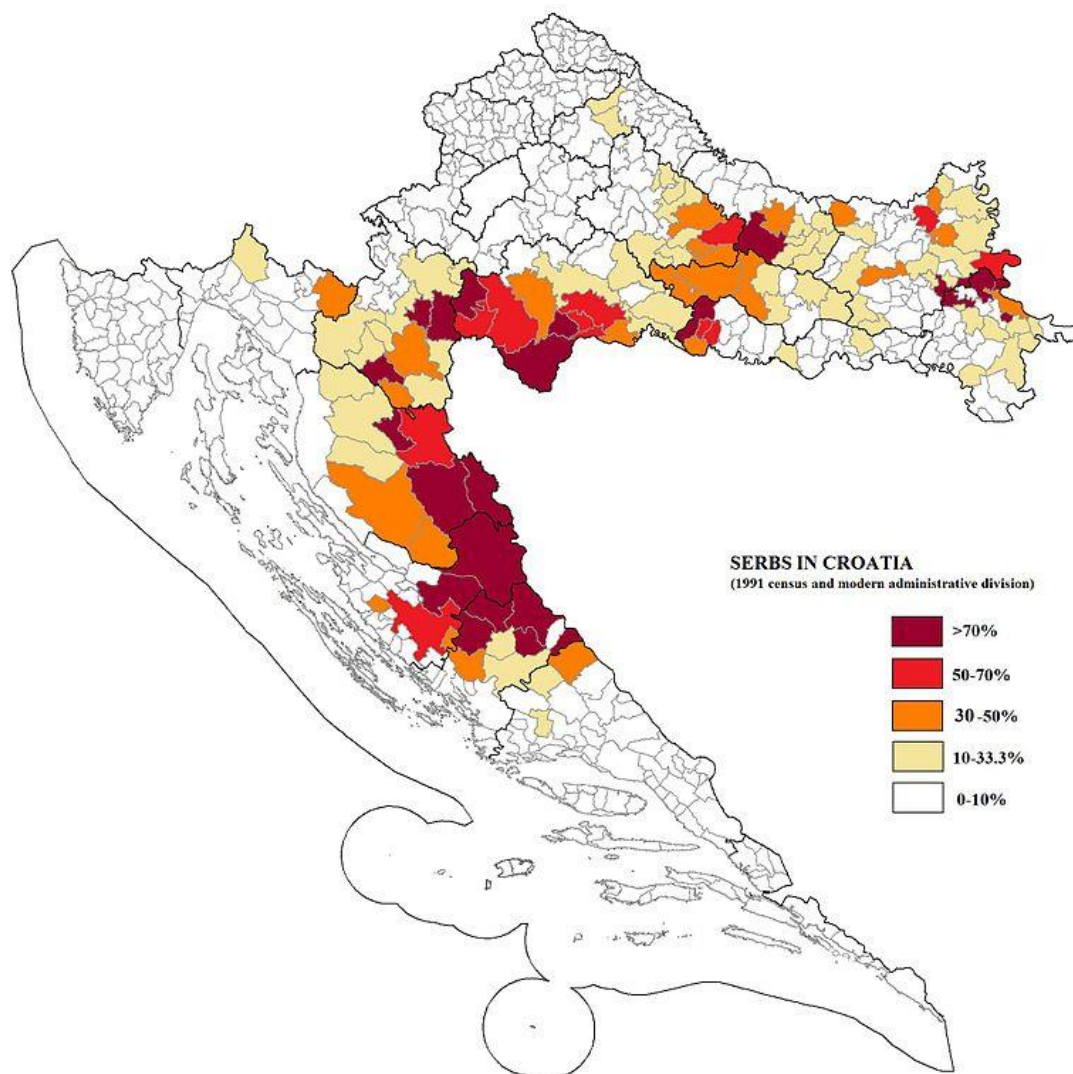 SERBS IN CROATIA
(1991 census and modern administrative division)
>70%
50-70%
30-50%
10-33.3%
0-10%